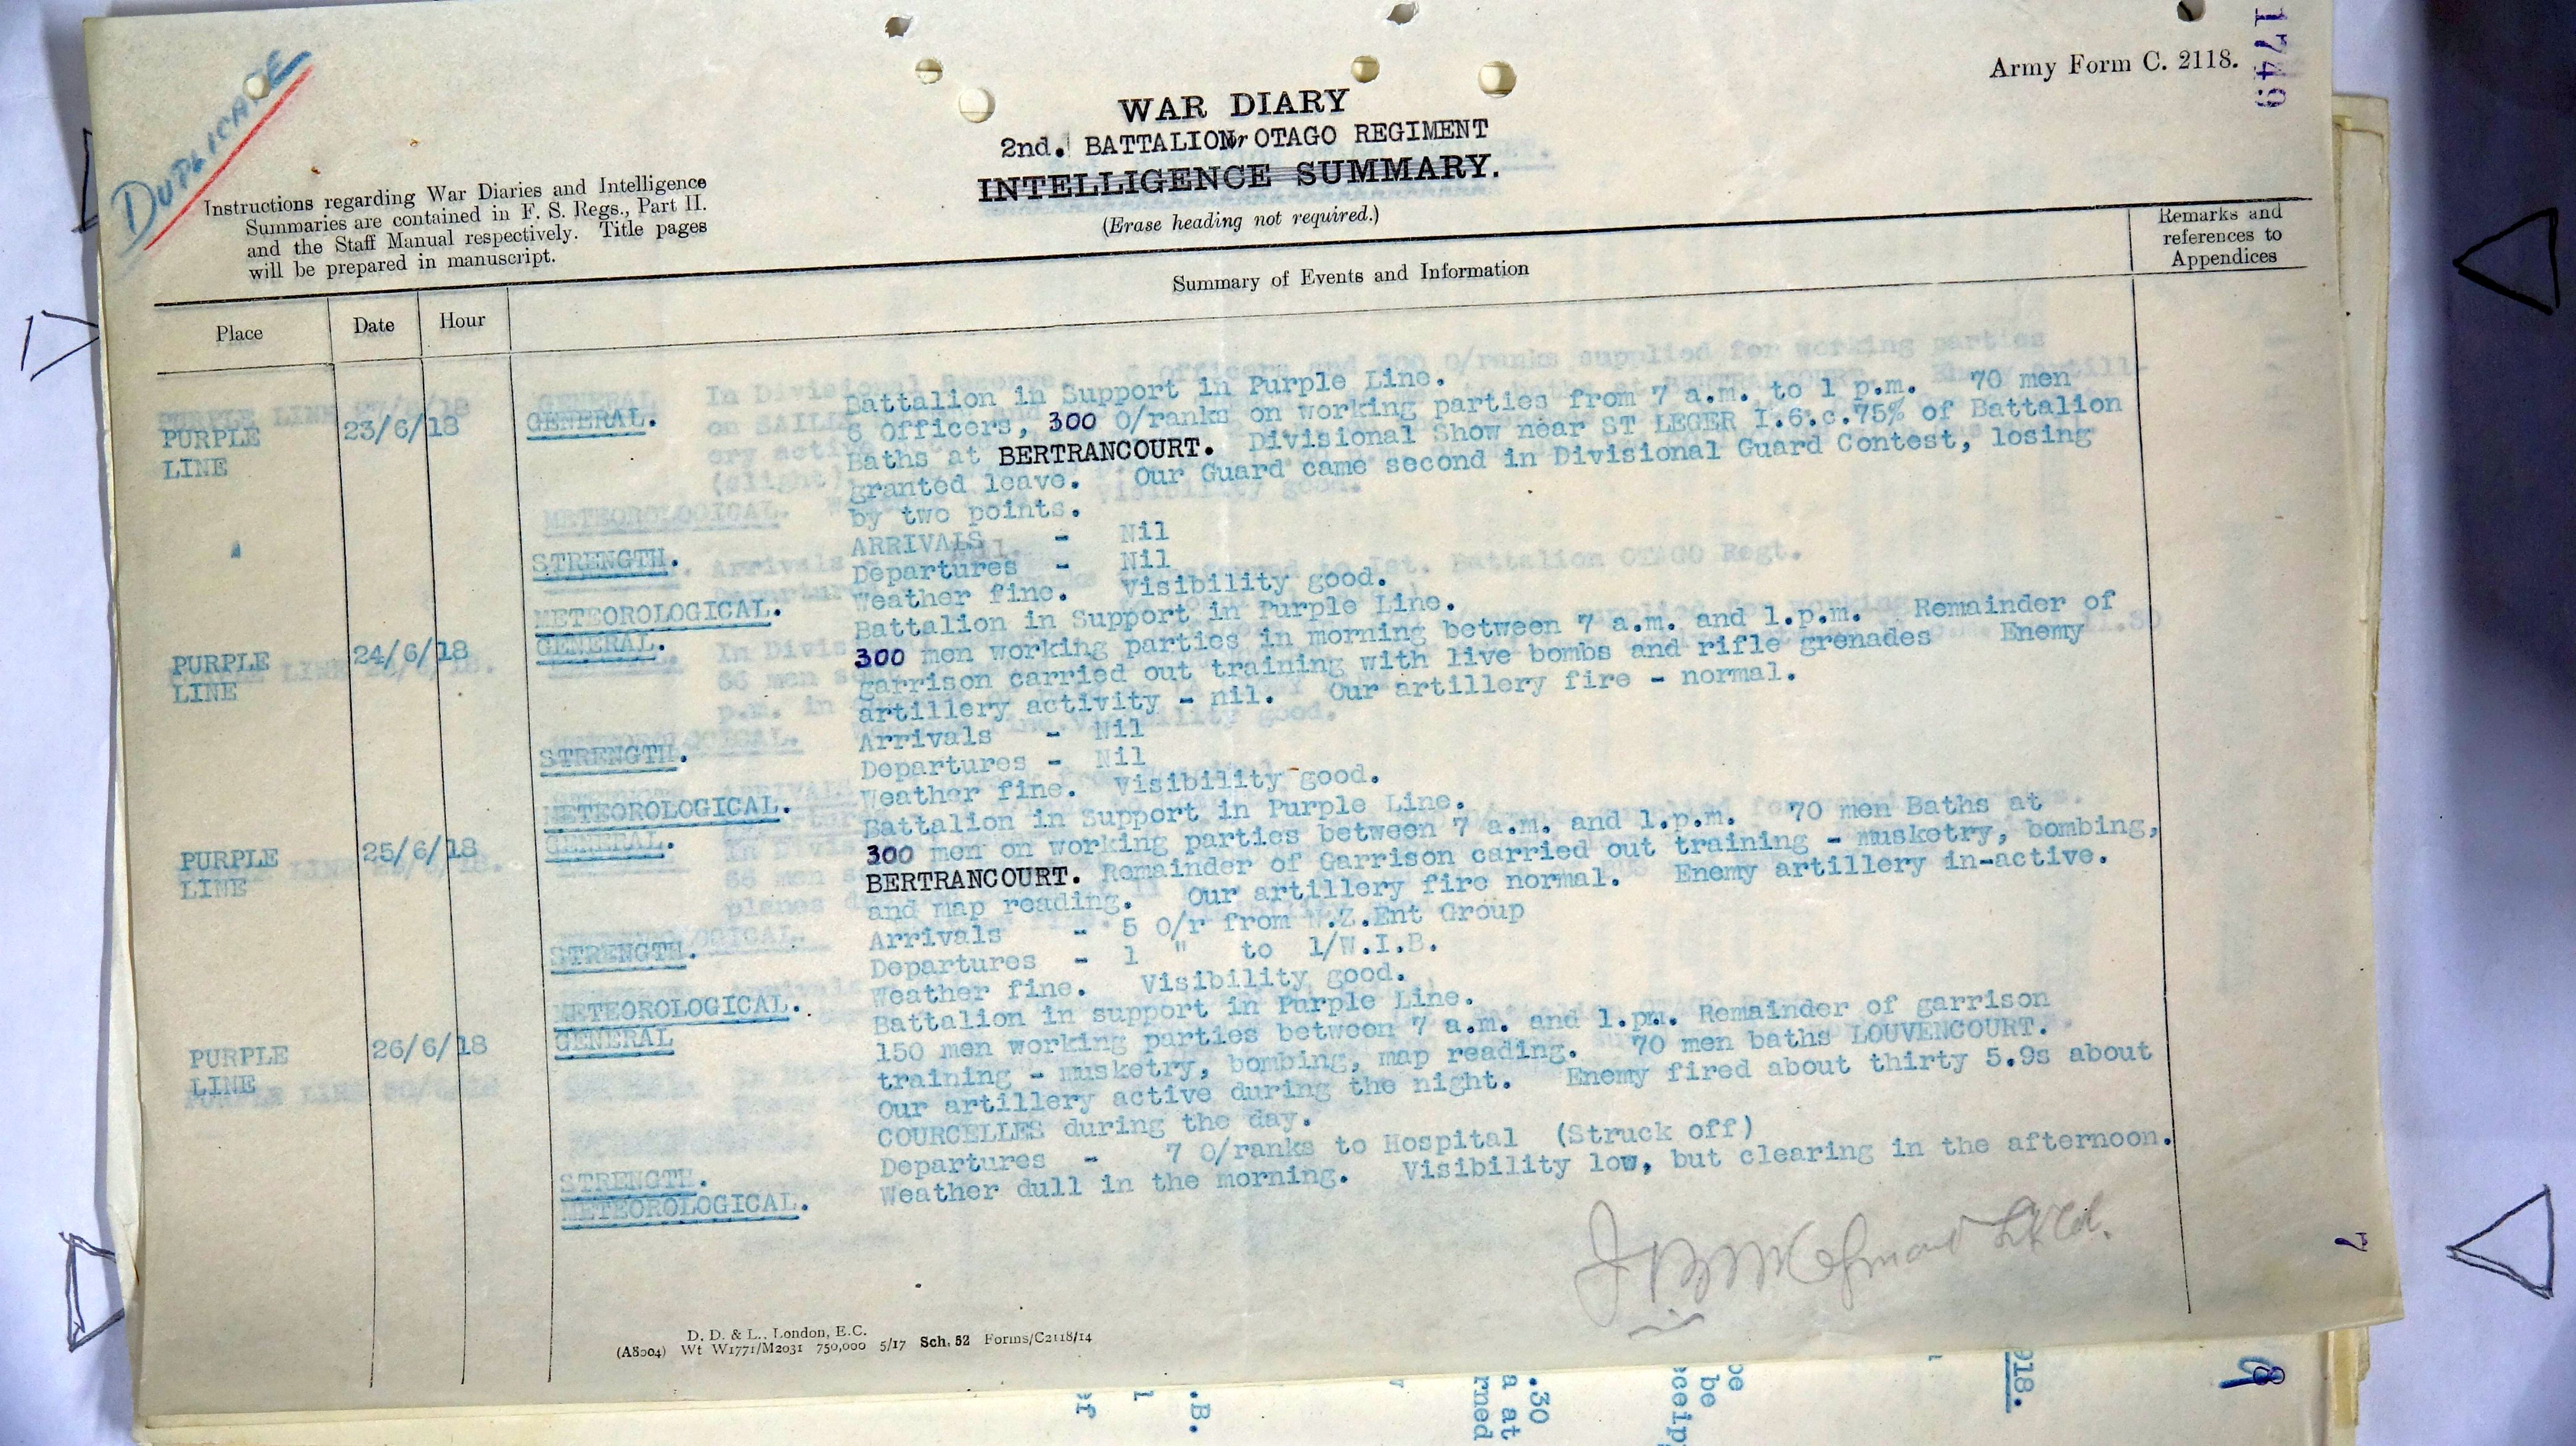 DUPLICATE
Army Form C. 2118.
1749
WAR DIARY
2nd. BATTALION or OTAGO REGIMENT
INTELLIGENCE SUMMARY.
(Erase heading not required.)
Instructions regarding War Diaries and Intelligence
Summaries are contained in F. S. Regs., Part II.
and the Staff Manual respectively. Title pages
will be prepared in manuscript.
Place
Date
Hour
Summary of Events and Information
Remarks and
references to
Appendices
PURPLE LINE 23/6/18 GENERAL. Battalion in Support in Purple Line.
6 Officers, 300 O/ranks on working parties from 7 a.m. to 1 p.m. 70 men
Baths at BERTRANCOURT. Divisional Show near ST LEGER I.6.c.75% of Battalion
granted leave. Our Guard came second in Divisional Guard Contest, losing
by two points.
STRENGTH. ARRIVALS - Nil
Departures - Nil
METEOROLOGICAL. Weather fine. Visibility good.
PURPLE LINE 24/6/18 GENERAL. Battalion in Support in Purple Line.
300 men working parties in morning between 7 a.m. and 1.p.m. Remainder of
garrison carried out training with live bombs and rifle grenades Enemy
artillery activity - nil. Our artillery fire - normal.
STRENGTH. Arrivals - Nil
Departures - Nil
METEOROLOGICAL. Weather fine. Visibility good.
PURPLE LINE 25/6/18 GENERAL. Battalion in Support in Purple Line.
300 men on working parties between 7 a.m. and 1.p.m. 70 men Baths at
BERTRANCOURT. Remainder of Garrison carried out training - musketry, bombing,
and map reading. Our artillery fire normal. Enemy artillery in-active.
STRENGTH. Arrivals - 5 O/r from N.Z.Ent Group
Departures - 1 " to 1/W.I.B.
METEOROLOGICAL. Weather fine. Visibility good.
PURPLE LINE 26/6/18 GENERAL Battalion in support in Purple Line.
150 men working parties between 7 a.m. and 1.pm. Remainder of garrison
training - musketry, bombing, map reading. 70 men baths LOUVENCOURT.
Our artillery active during the night. Enemy fired about thirty 5.9s about
COURCELLES during the day.
STRENGTH. Departures - 7 O/ranks to Hospital (Struck off)
METEOROLOGICAL. Weather dull in the morning. Visibility low, but clearing in the afternoon.
7
D. D. & L., London, E.C.
(A8004) Wt W1771/M2031 750,000 5/17 Sch. 52 Forms/C2118/14